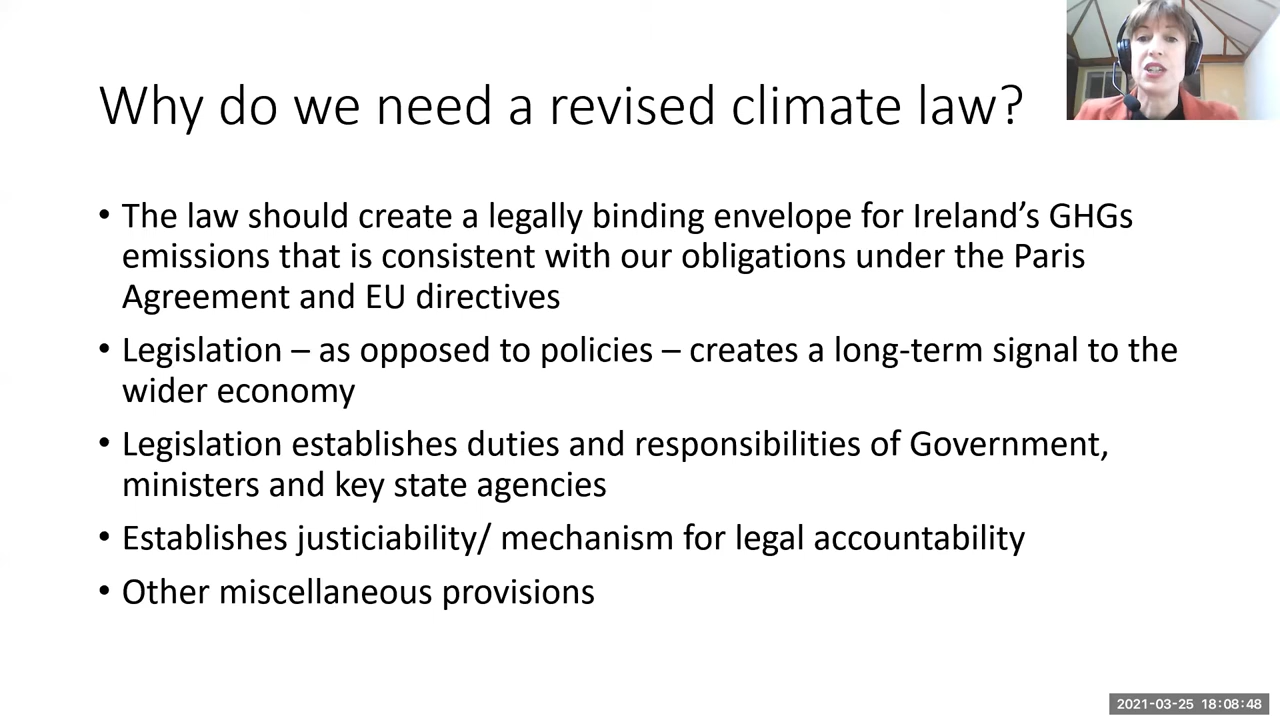 Why do we need a revised climate law?
• The law should create a legally binding envelope for Ireland’s GHGs
emissions that is consistent with our obligations under the Paris
Agreement and EU directives
• Legislation – as opposed to policies – creates a long-term signal to the
wider economy
• Legislation establishes duties and responsibilities of Government,
ministers and key state agencies
• Establishes justiciability/ mechanism for legal accountability
• Other miscellaneous provisions
2021-03-25 18:08:48